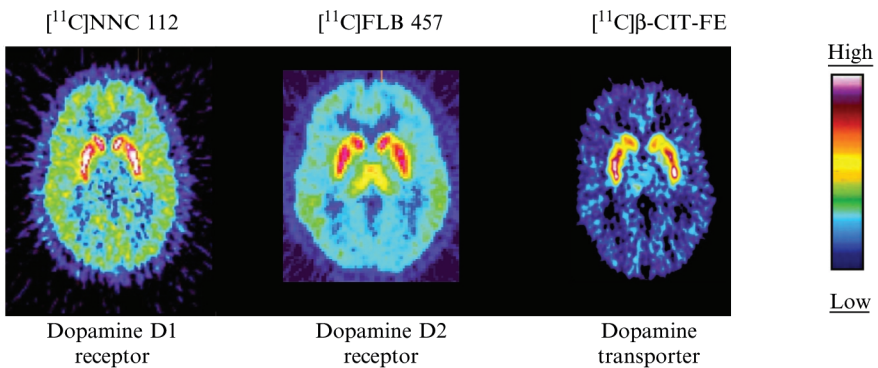 [¹¹C]NNC 112
[¹¹C]FLB 457
[¹¹C]β-CIT-FE
High
Low
Dopamine D1
receptor
Dopamine D2
receptor
Dopamine
transporter